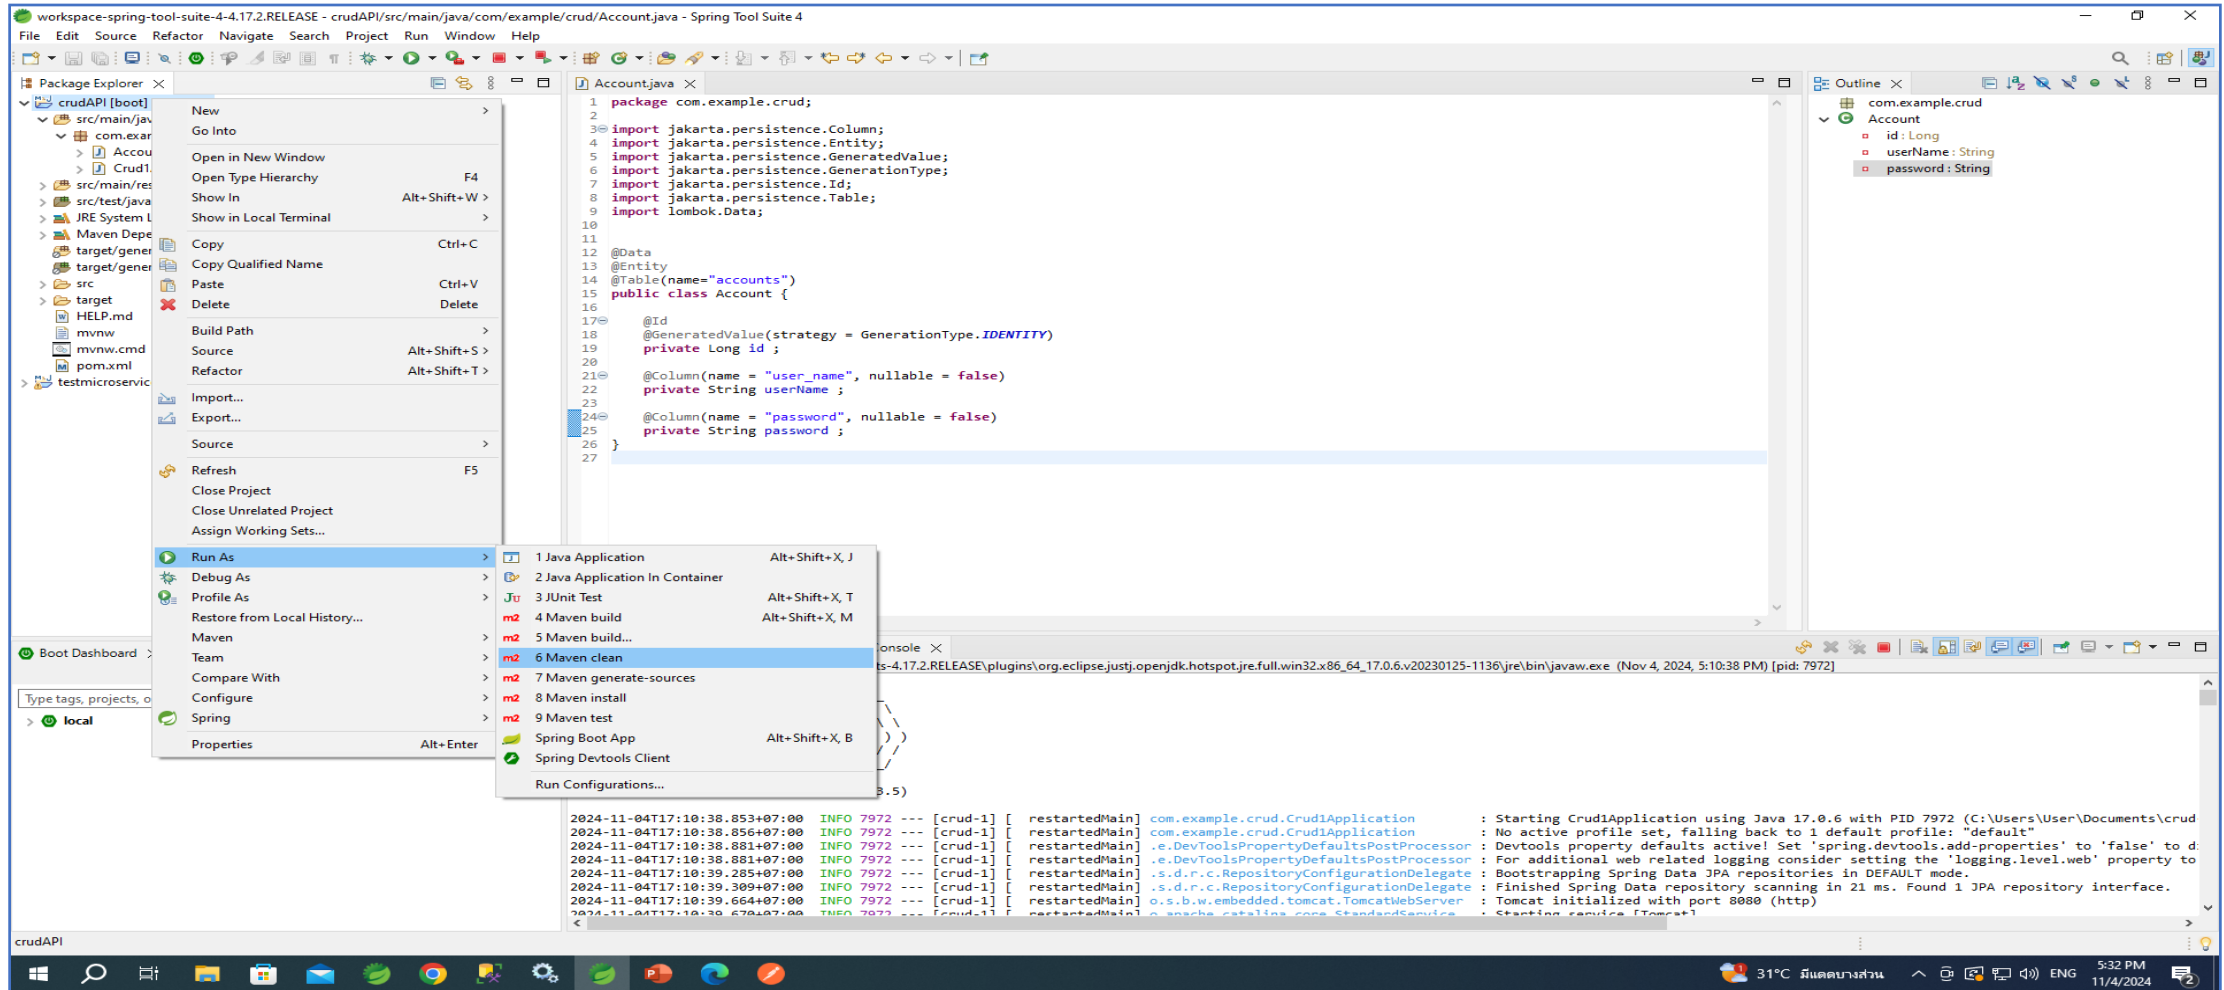 workspace-spring-tool-suite-4-4.17.2.RELEASE - crudAPI/src/main/java/com/example/crud/Account.java - Spring Tool Suite 4
File Edit Source Refactor Navigate Search Project Run Window Help
Package Explorer
crudAPI [boot]
src/main/jav
com.exar
Accou
Crud1.
src/main/res
src/test/java
JRE System L
Maven Depe
target/gener
target/gener
src
target
HELP.md
mvnw
mvnw.cmd
pom.xml
testmicroservic
New
Go Into
Open in New Window
Open Type Hierarchy F4
Show In Alt+Shift+W >
Show in Local Terminal
Copy Ctrl+C
Copy Qualified Name
Paste Ctrl+V
Delete Delete
Build Path
Source Alt+Shift+S >
Refactor Alt+Shift+T >
Import...
Export...
Source
Refresh F5
Close Project
Close Unrelated Project
Assign Working Sets...
Run As
Debug As
Profile As
Restore from Local History...
Maven
Team
Compare With
Configure
Spring
Properties Alt+Enter
1 Java Application Alt+Shift+X, J
2 Java Application In Container
3 JUnit Test Alt+Shift+X, T
4 Maven build Alt+Shift+X, M
5 Maven build...
6 Maven clean
7 Maven generate-sources
8 Maven install
9 Maven test
Spring Boot App Alt+Shift+X, B
Spring Devtools Client
Run Configurations...
Account.java
1 package com.example.crud;
2
3 import jakarta.persistence.Column;
4 import jakarta.persistence.Entity;
5 import jakarta.persistence.GeneratedValue;
6 import jakarta.persistence.GenerationType;
7 import jakarta.persistence.Id;
8 import jakarta.persistence.Table;
9 import lombok.Data;
10
11
12 @Data
13 @Entity
14 @Table(name="accounts")
15 public class Account {
16
17 @Id
18 @GeneratedValue(strategy = GenerationType.IDENTITY)
19 private Long id ;
20
21 @Column(name = "user_name", nullable = false)
22 private String userName ;
23
24 @Column(name = "password", nullable = false)
25 private String password ;
26 }
27
Outline
com.example.crud
Account
id : Long
userName : String
password : String
Boot Dashboard
Type tags, projects, o
local
onsole
ts-4.17.2.RELEASE\plugins\org.eclipse.justj.openjdk.hotspot.jre.full.win32.x86_64_17.0.6.v20230125-1136\jre\bin\javaw.exe (Nov 4, 2024, 5:10:38 PM) [pid: 7972]
3.5)
2024-11-04T17:10:38.853+07:00 INFO 7972 --- [crud-1] [ restartedMain] com.example.crud.Crud1Application : Starting Crud1Application using Java 17.0.6 with PID 7972 (C:\Users\User\Documents\crud
2024-11-04T17:10:38.856+07:00 INFO 7972 --- [crud-1] [ restartedMain] com.example.crud.Crud1Application : No active profile set, falling back to 1 default profile: "default"
2024-11-04T17:10:38.881+07:00 INFO 7972 --- [crud-1] [ restartedMain] .e.DevToolsPropertyDefaultsPostProcessor : Devtools property defaults active! Set 'spring.devtools.add-properties' to 'false' to d
2024-11-04T17:10:38.881+07:00 INFO 7972 --- [crud-1] [ restartedMain] .e.DevToolsPropertyDefaultsPostProcessor : For additional web related logging consider setting the 'logging.level.web' property to
2024-11-04T17:10:39.285+07:00 INFO 7972 --- [crud-1] [ restartedMain] .s.d.r.c.RepositoryConfigurationDelegate : Bootstrapping Spring Data JPA repositories in DEFAULT mode.
2024-11-04T17:10:39.309+07:00 INFO 7972 --- [crud-1] [ restartedMain] .s.d.r.c.RepositoryConfigurationDelegate : Finished Spring Data repository scanning in 21 ms. Found 1 JPA repository interface.
2024-11-04T17:10:39.664+07:00 INFO 7972 --- [crud-1] [ restartedMain] o.s.b.w.embedded.tomcat.TomcatWebServer : Tomcat initialized with port 8080 (http)
2024-11-04T17:10:39.670+07:00 INFO 7972 --- [crud-1] [ restartedMain] o.apache.catalina.core.StandardService : Starting service [Tomcat]
crudAPI
31°C มีแดดบางส่วน ENG 5:32 PM
11/4/2024
2